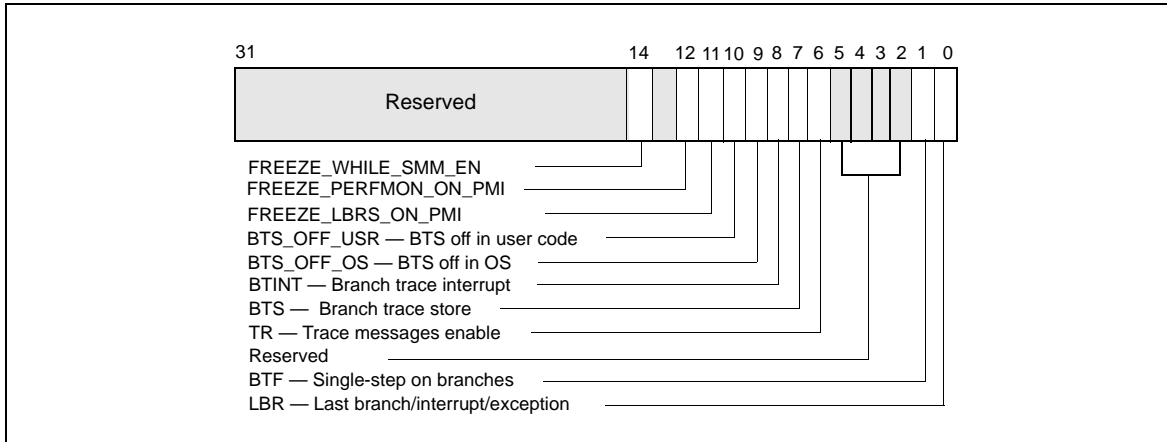 31 14 12 11 10 9 8 7 6 5 4 3 2 1 0
Reserved
FREEZE_WHILE_SMM_EN
FREEZE_PERFMON_ON_PMI
FREEZE_LBRS_ON_PMI
BTS_OFF_USR — BTS off in user code
BTS_OFF_OS — BTS off in OS
BTINT — Branch trace interrupt
BTS — Branch trace store
TR — Trace messages enable
Reserved
BTF — Single-step on branches
LBR — Last branch/interrupt/exception